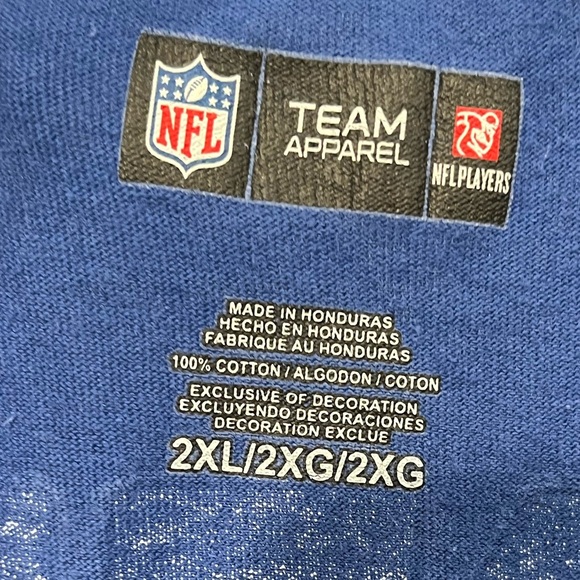 NFL
TEAM
APPAREL
NFLPLAYERS
MADE IN HONDURAS
HECHO EN HONDURAS
FABRIQUE AU HONDURAS
100% COTTON / ALGODON / COTON
EXCLUSIVE OF DECORATION
EXCLUYENDO DECORACIONES
DECORATION EXCLUE
2XL/2XG/2XG